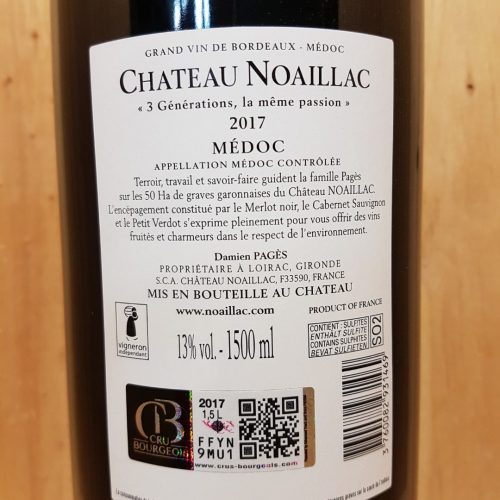 GRAND VIN DE BORDEAUX - MÉDOC
CHATEAU NOAILLAC
« 3 Générations, la même passion »
2017
MÉDOC
APPELLATION MÉDOC CONTRÔLÉE
Terroir, travail et savoir-faire guident la famille Pagès
sur les 50 Ha de graves garonnaises du Château NOAILLAC.
L'encépagement constitué par le Merlot noir, le Cabernet Sauvignon
et le Petit Verdot s'exprime pleinement pour vous offrir des vins
fruités et charmeurs dans le respect de l'environnement.
Damien PAGÈS
PROPRIÉTAIRE À LOIRAC, GIRONDE
S.C.A. CHÂTEAU NOAILLAC, F33590, FRANCE
MIS EN BOUTEILLE AU CHATEAU
www.noaillac.com
PRODUCT OF FRANCE
vigneron
indépendant
13% vol. - 1500 ml
CONTIENT : SULFITES
ENTHÄLT SULFITE
CONTAINS SULPHITES
BEVAT SULFIETEN
SO2
3 760082 931469
CB
CRU
BOURGEOIS
2017
1,5 L
FFYN
9MU1
www.crus-bourgeois.com